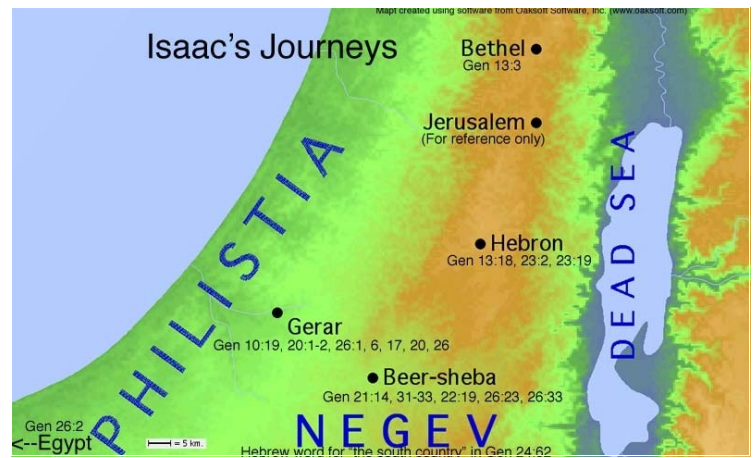 Mapt created using software from Oaksoft Software, Inc. (www.oaksoft.com)
Isaac's Journeys
Bethel
Gen 13:3
Jerusalem
(For reference only)
PHILISTIA
DEAD SEA
Hebron
Gen 13:18, 23:2, 23:19
Gerar
Gen 10:19, 20:1-2, 26:1, 6, 17, 20, 26
Beer-sheba
Gen 21:14, 31-33, 22:19, 26:23, 26:33
Gen 26:2
<--Egypt
= 5 km.
NEGEV
Hebrew word for "the south country" in Gen 24:62